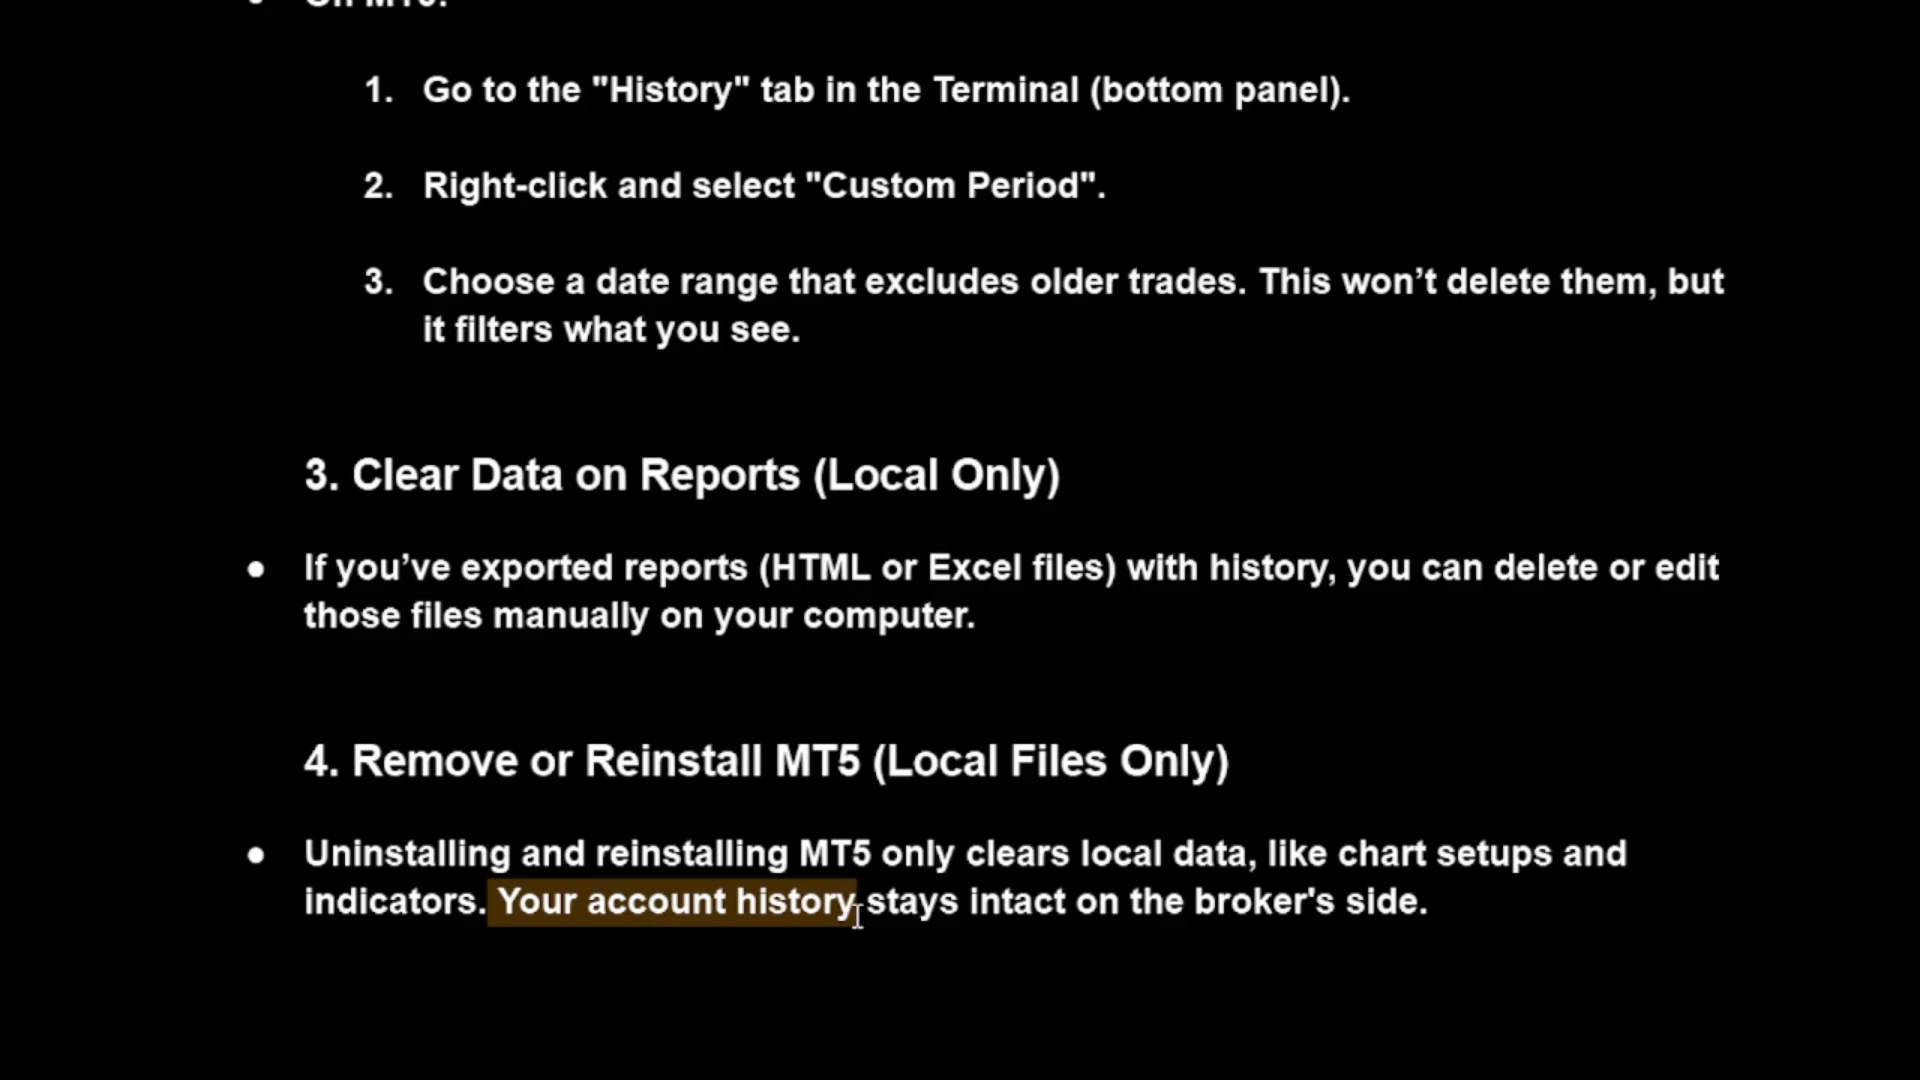 1. Go to the "History" tab in the Terminal (bottom panel).
2. Right-click and select "Custom Period".
3. Choose a date range that excludes older trades. This won’t delete them, but
it filters what you see.
3. Clear Data on Reports (Local Only)
● If you’ve exported reports (HTML or Excel files) with history, you can delete or edit
those files manually on your computer.
4. Remove or Reinstall MT5 (Local Files Only)
● Uninstalling and reinstalling MT5 only clears local data, like chart setups and
indicators. Your account history stays intact on the broker's side.